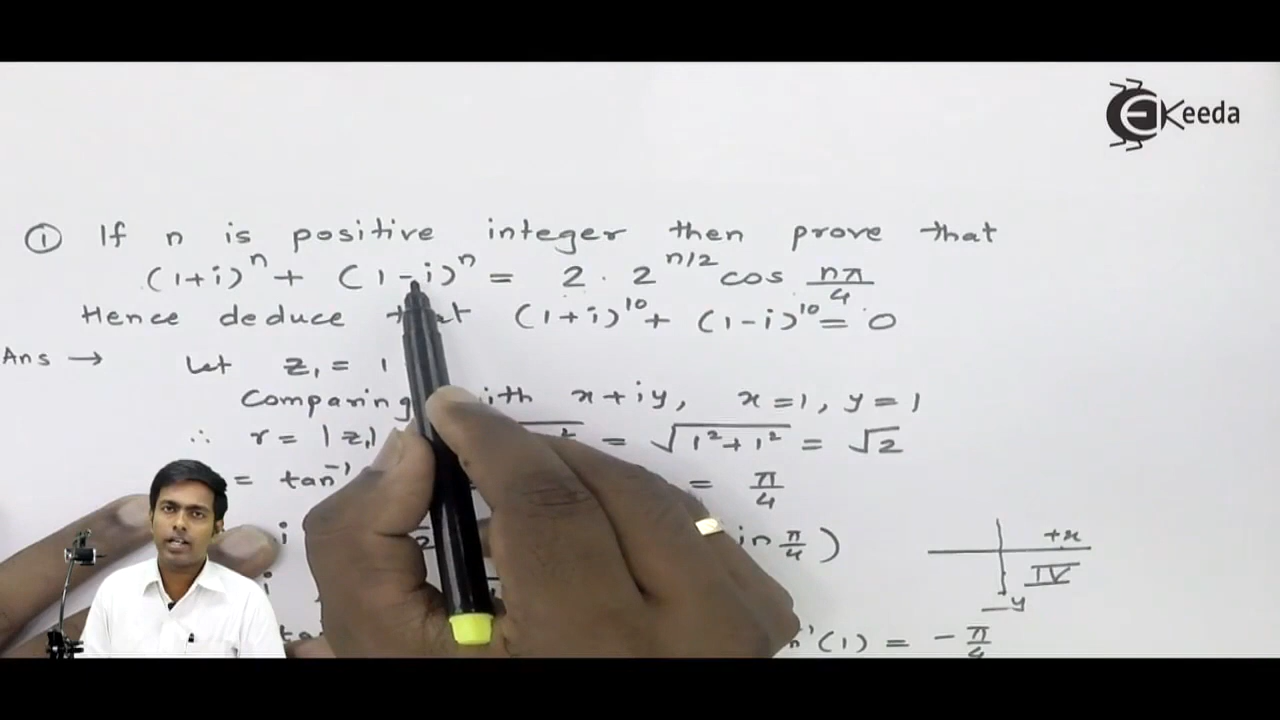 EKeeda
① If n is positive integer then prove that
(1+i)ⁿ + (1-i)ⁿ = 2 . 2^(n/2) cos nπ/4
Hence deduce that (1+i)¹⁰ + (1-i)¹⁰ = 0
Ans → Let z₁ = 1
Comparing with x+iy, x=1, y=1
∴ r = |z₁| = √(1²+1²) = √2
= tan⁻¹ = π/4
i π/4)
+x
IV
-y
(1) = -π/4